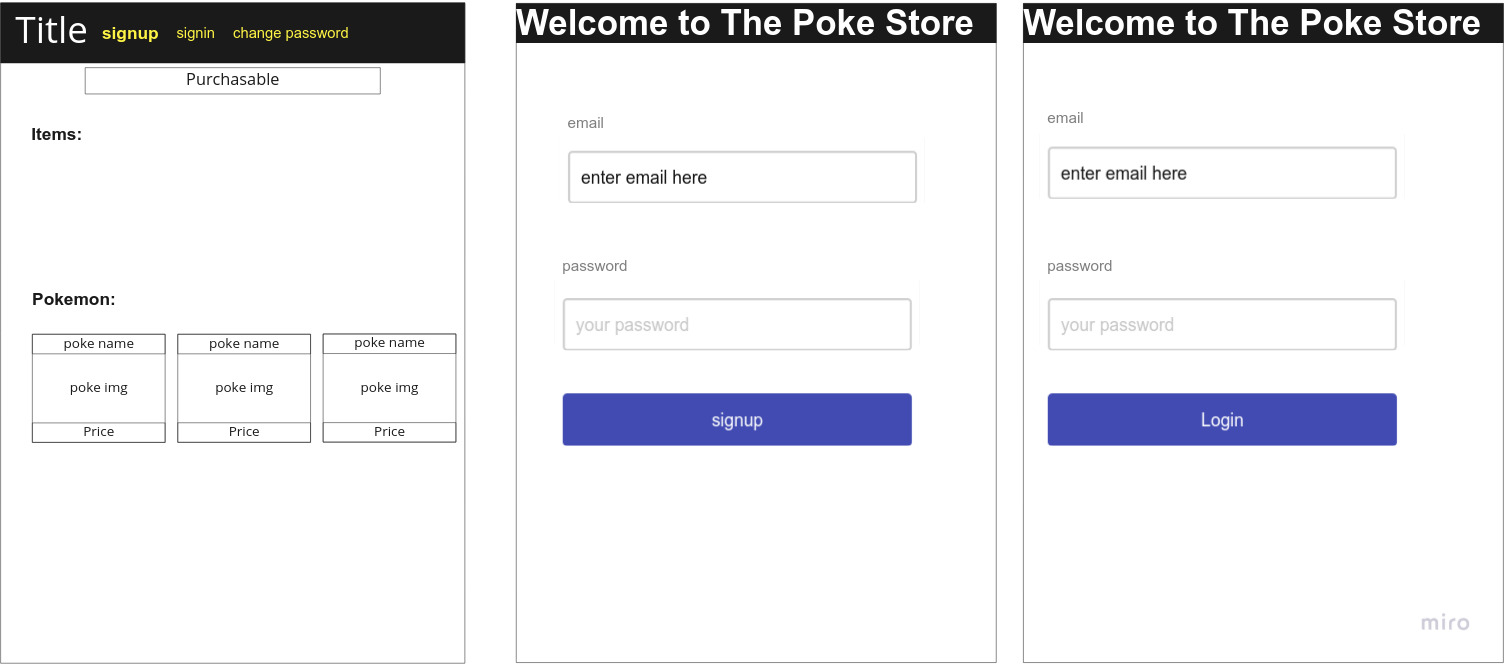 Title signup signin change password
Purchasable
Items:
Pokemon:
poke name poke name poke name
poke img poke img poke img
Price Price Price
Welcome to The Poke Store
email
enter email here
password
your password
signup
Welcome to The Poke Store
email
enter email here
password
your password
Login
miro